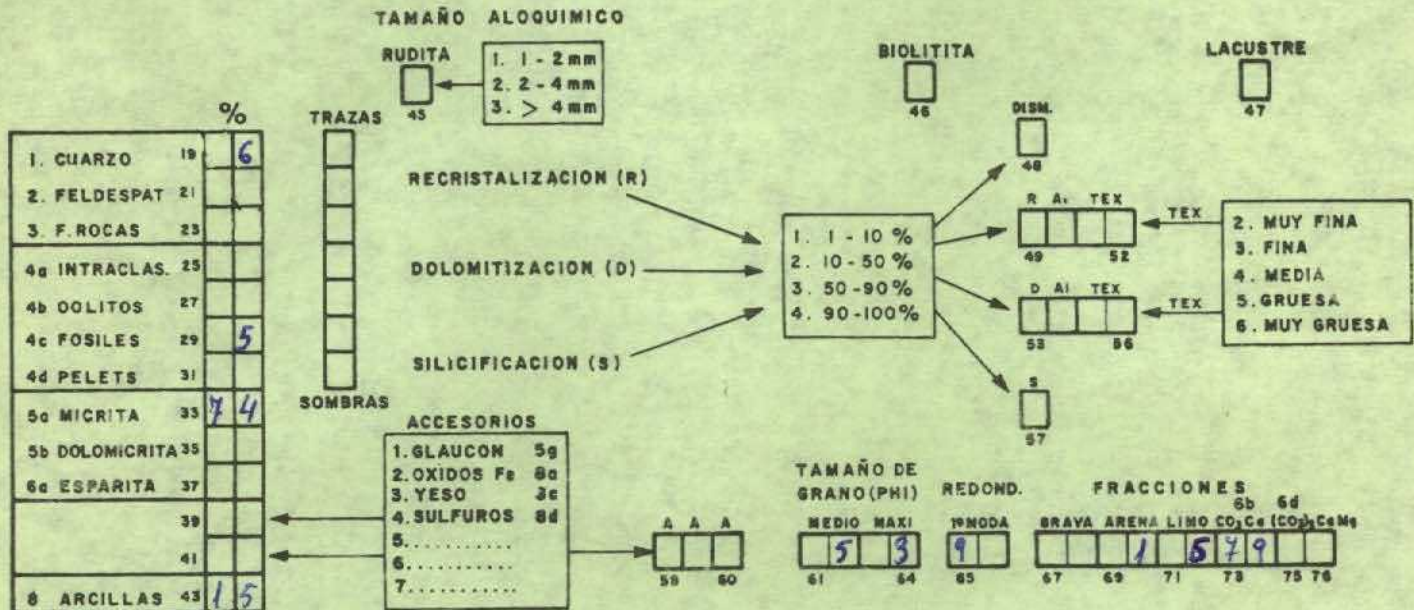 TAMAÑO ALOQUIMICO
RUDITA
45
1. 1 - 2 mm
2. 2 - 4 mm
3. > 4 mm
BIOLITITA
46
LACUSTRE
47
%
1. CUARZO 19 6
2. FELDESPAT 21
3. F. ROCAS 23
4a INTRACLAS. 25
4b OOLITOS 27
4c FOSILES 29 5
4d PELETS 31
5a MICRITA 33 7 4
5b DOLOMICRITA 35
6a ESPARITA 37
39
41
8 ARCILLAS 43 1 5
TRAZAS
SOMBRAS
RECRISTALIZACION (R)
DOLOMITIZACION (D)
SILICIFICACION (S)
1. 1 - 10 %
2. 10 - 50 %
3. 50 - 90 %
4. 90 - 100 %
DISM.
48
R A. TEX
49 52
D Al TEX
53 56
S
57
TEX
TEX
2. MUY FINA
3. FINA
4. MEDIA
5. GRUESA
6. MUY GRUESA
ACCESORIOS
1. GLAUCON 5g
2. OXIDOS Fe 8a
3. YESO 3c
4. SULFUROS 8d
5. ..........
6. ..........
7. ..........
A A A
59 60
TAMAÑO DE
GRANO (PHI)
MEDIO MAXI
5 3
61 64
REDOND.
1º MODA
9
65
FRACCIONES
6b 6d
GRAVA ARENA LIMO CO₃Ca (CO₃)₂CaMg
1 5 7 9
67 69 71 73 75 76